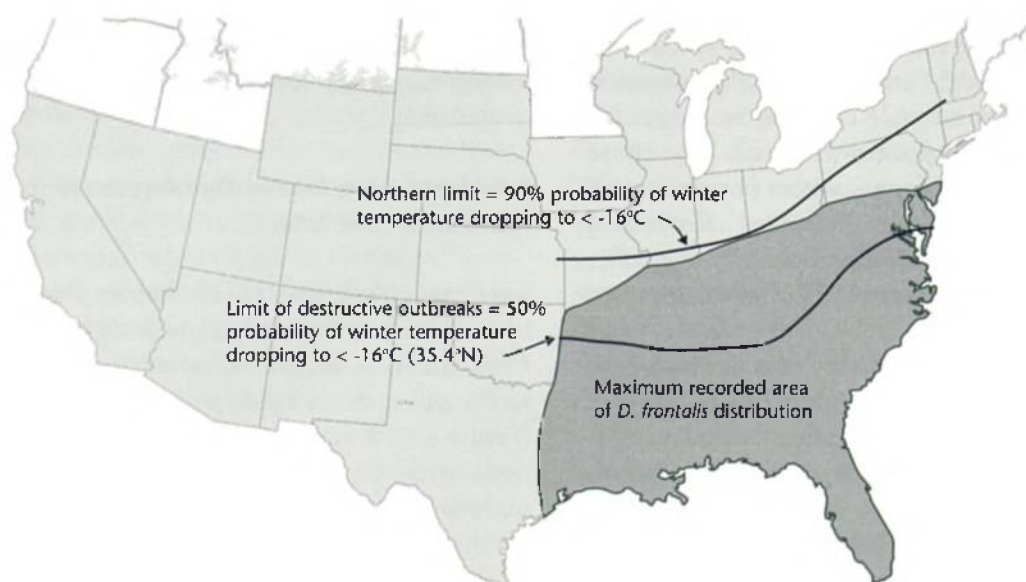 Northern limit = 90% probability of winter
temperature dropping to < -16°C
Limit of destructive outbreaks = 50%
probability of winter temperature
dropping to < -16°C (35.4°N)
Maximum recorded area
of D. frontalis distribution